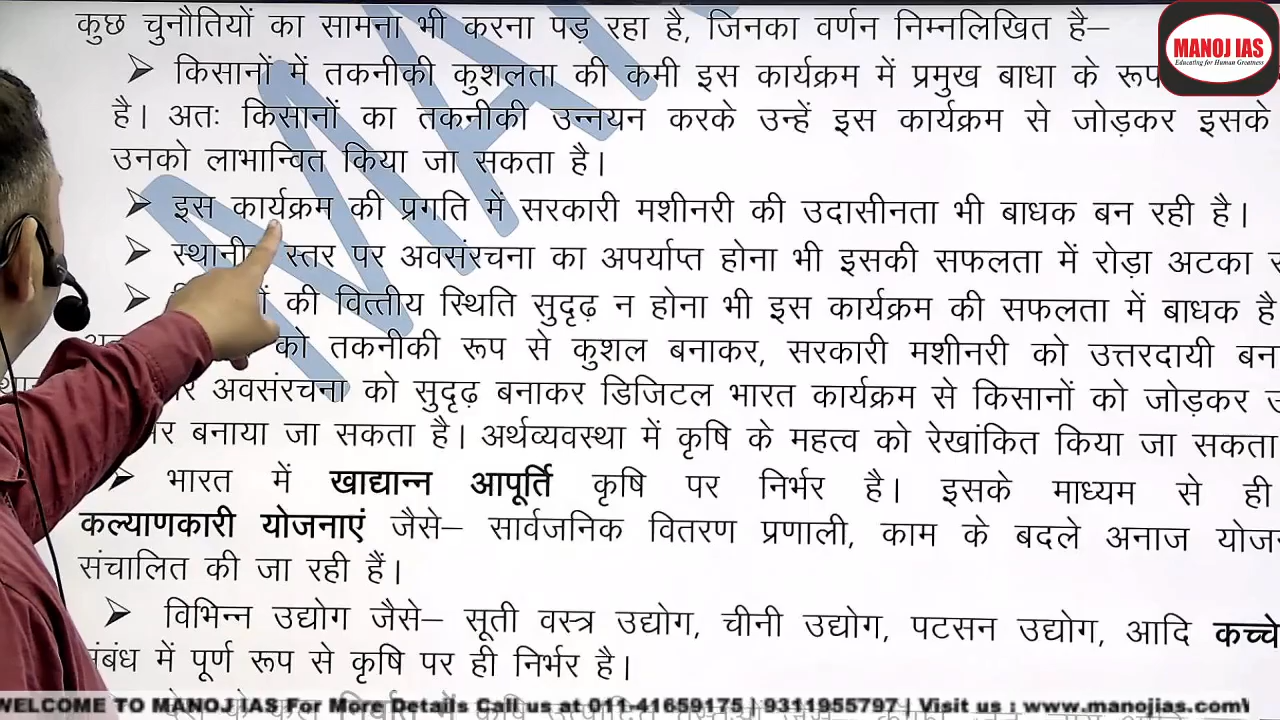 कुछ चुनौतियों का सामना भी करना पड़ रहा है, जिनका वर्णन निम्नलिखित है–
MANOJ IAS
Educating for Human Greatness
➢ किसानों में तकनीकी कुशलता की कमी इस कार्यक्रम में प्रमुख बाधा के रूप
है। अतः किसानों का तकनीकी उन्नयन करके उन्हें इस कार्यक्रम से जोड़कर इसके
उनको लाभान्वित किया जा सकता है।
➢ इस कार्यक्रम की प्रगति में सरकारी मशीनरी की उदासीनता भी बाधक बन रही है।
➢ स्तर पर अवसंरचना का अपर्याप्त होना भी इसकी सफलता में रोड़ा अटका
➢ की वित्तीय स्थिति सुदृढ़ न होना भी इस कार्यक्रम की सफलता में बाधक है
को तकनीकी रूप से कुशल बनाकर, सरकारी मशीनरी को उत्तरदायी
अवसंरचना को सुदृढ़ बनाकर डिजिटल भारत कार्यक्रम से किसानों को जोड़कर
बनाया जा सकता है। अर्थव्यवस्था में कृषि के महत्व को रेखांकित किया जा सकता
➢ भारत में खाद्यान्न आपूर्ति कृषि पर निर्भर है। इसके माध्यम से ही
कल्याणकारी योजनाएं जैसे– सार्वजनिक वितरण प्रणाली, काम के बदले अनाज
संचालित की जा रही हैं।
➢ विभिन्न उद्योग जैसे– सूती वस्त्र उद्योग, चीनी उद्योग, पटसन उद्योग, आदि कच्चे
में पूर्ण रूप से कृषि पर ही निर्भर है।
WELCOME TO MANOJ IAS For More Details Call us at 011-41659175 | 9311955797 | Visit us : www.manojias.com